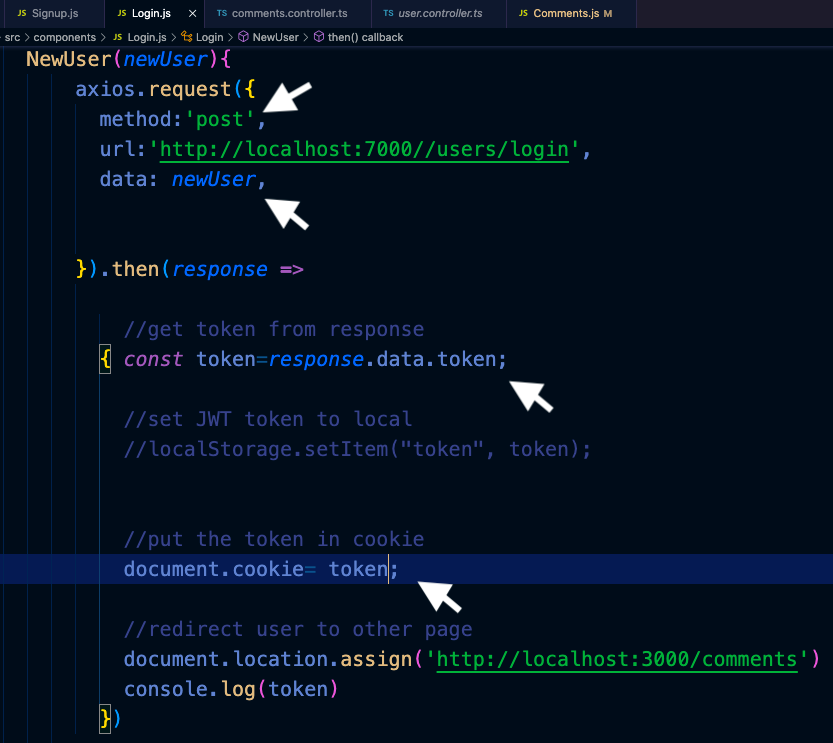 JS Signup.js JS Login.js × TS comments.controller.ts TS user.controller.ts JS Comments.js M
src > components > JS Login.js > Login > NewUser > then() callback
NewUser(newUser){
axios.request({
method:'post',
url:'http://localhost:7000//users/login',
data: newUser,
}).then(response =>
//get token from response
{ const token=response.data.token;
//set JWT token to local
//localStorage.setItem("token", token);
//put the token in cookie
document.cookie= token;
//redirect user to other page
document.location.assign('http://localhost:3000/comments')
console.log(token)
})